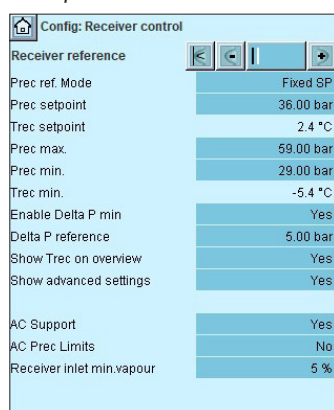 Config: Receiver control
Receiver reference
Prec ref. Mode Fixed SP
Prec setpoint 36.00 bar
Trec setpoint 2.4 °C
Prec max. 59.00 bar
Prec min. 29.00 bar
Trec min. -5.4 °C
Enable Delta P min Yes
Delta P reference 5.00 bar
Show Trec on overview Yes
Show advanced settings Yes
AC Support Yes
AC Prec Limits No
Receiver inlet min.vapour 5 %